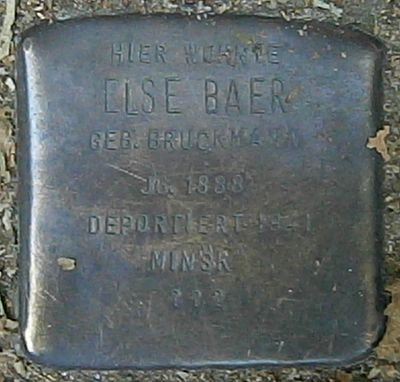 HIER WOHNTE
ELSE BAER
GEB. BRUCKMANN
JG. 1888
DEPORTIERT 1941
MINSK
???